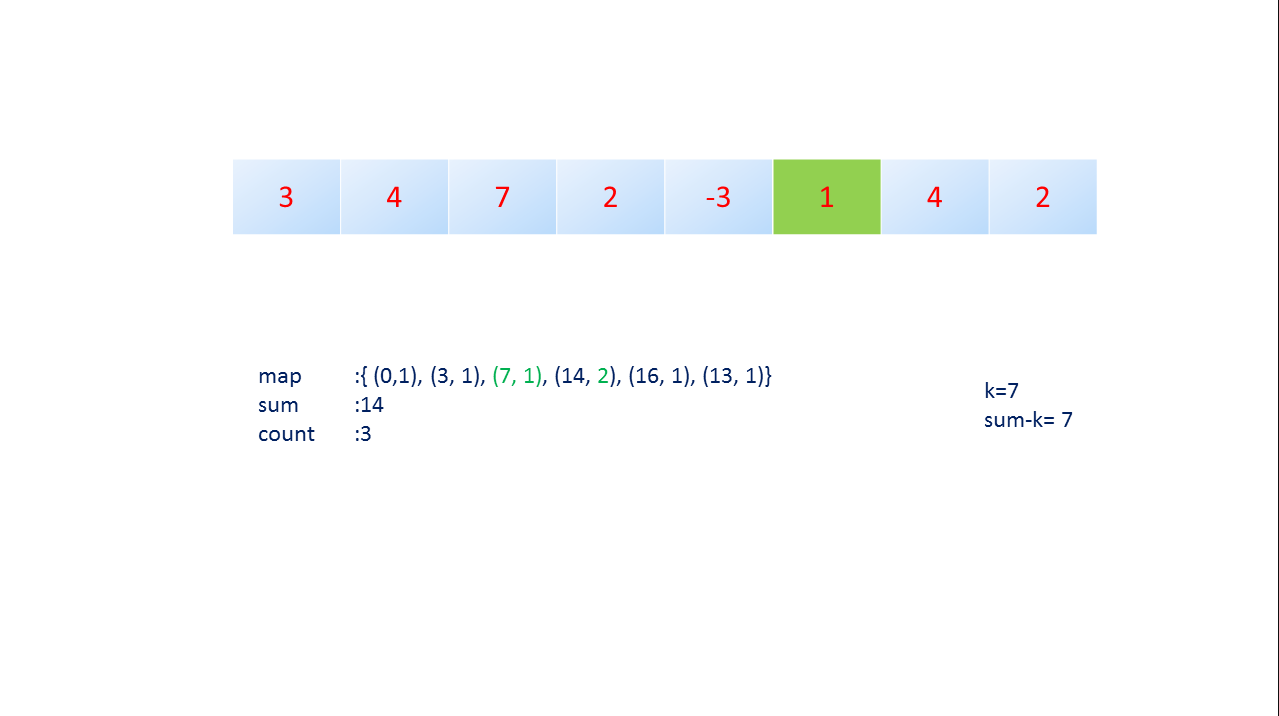 3 4 7 2 -3 1 4 2
map :{ (0,1), (3, 1), (7, 1), (14, 2), (16, 1), (13, 1)}
sum :14
count :3
k=7
sum-k= 7